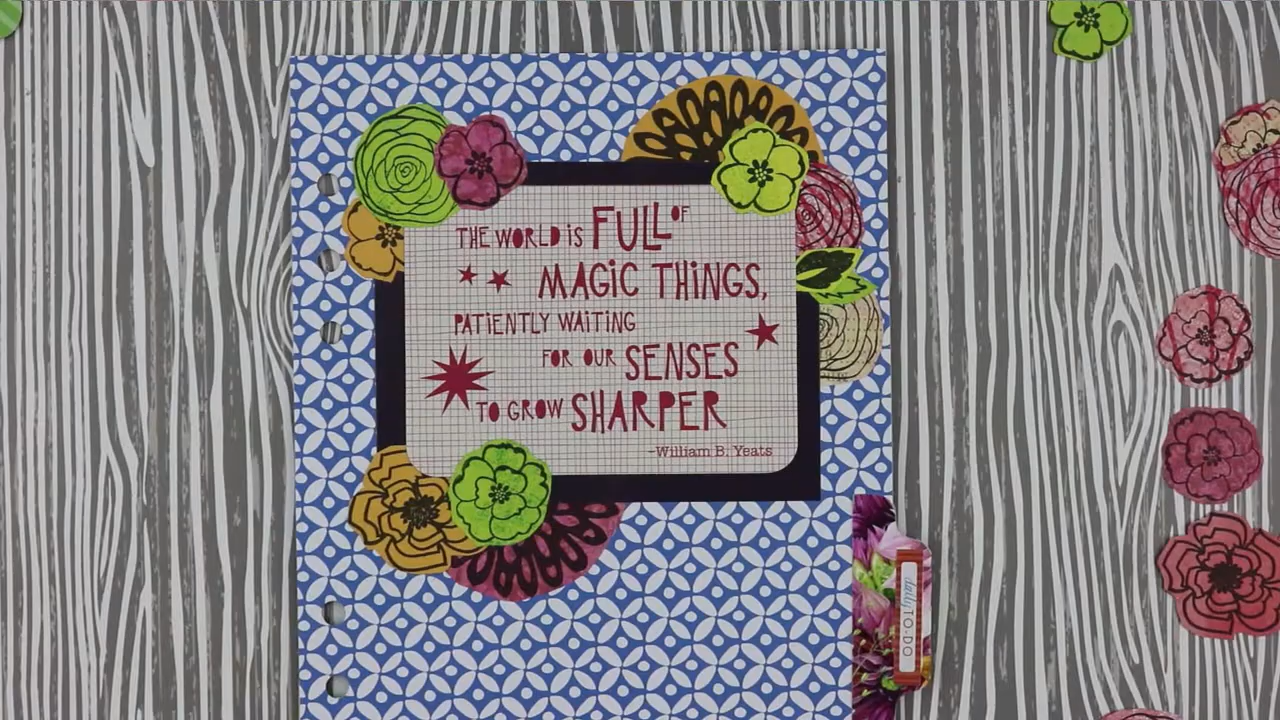 THE WORLD iS FULL OF
MAGiC THiNGS,
PATiENTLY WAiTiNG
FOR OUR SENSES
TO GROW SHARPER
-William B. Yeats
daily TO·DO